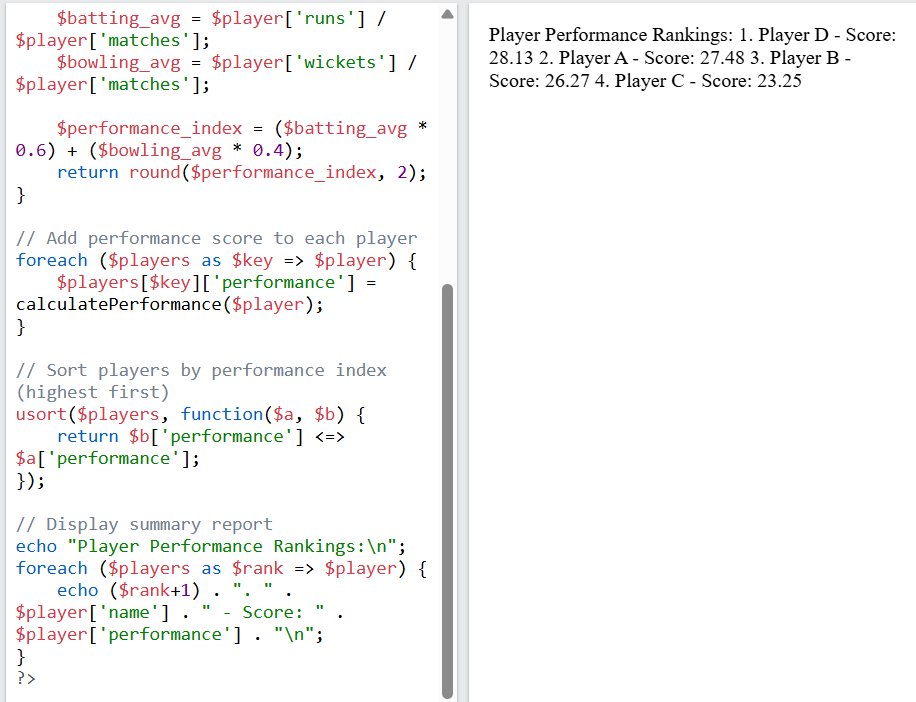 $batting_avg = $player['runs'] /
$player['matches'];
    $bowling_avg = $player['wickets'] /
$player['matches'];

    $performance_index = ($batting_avg *
0.6) + ($bowling_avg * 0.4);
    return round($performance_index, 2);
}

// Add performance score to each player
foreach ($players as $key => $player) {
    $players[$key]['performance'] =
calculatePerformance($player);
}

// Sort players by performance index
(highest first)
usort($players, function($a, $b) {
    return $b['performance'] <=>
$a['performance'];
});

// Display summary report
echo "Player Performance Rankings:\n";
foreach ($players as $rank => $player) {
    echo ($rank+1) . ". " .
$player['name'] . " - Score: " .
$player['performance'] . "\n";
}
?>
Player Performance Rankings: 1. Player D - Score:
28.13 2. Player A - Score: 27.48 3. Player B -
Score: 26.27 4. Player C - Score: 23.25